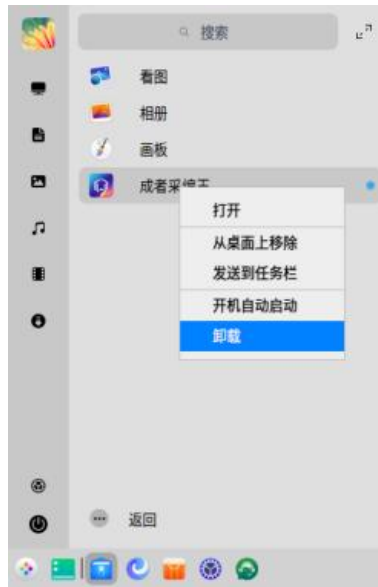 搜索
看图
相册
画板
成者采编王
打开
从桌面上移除
发送到任务栏
开机自动启动
卸载
返回